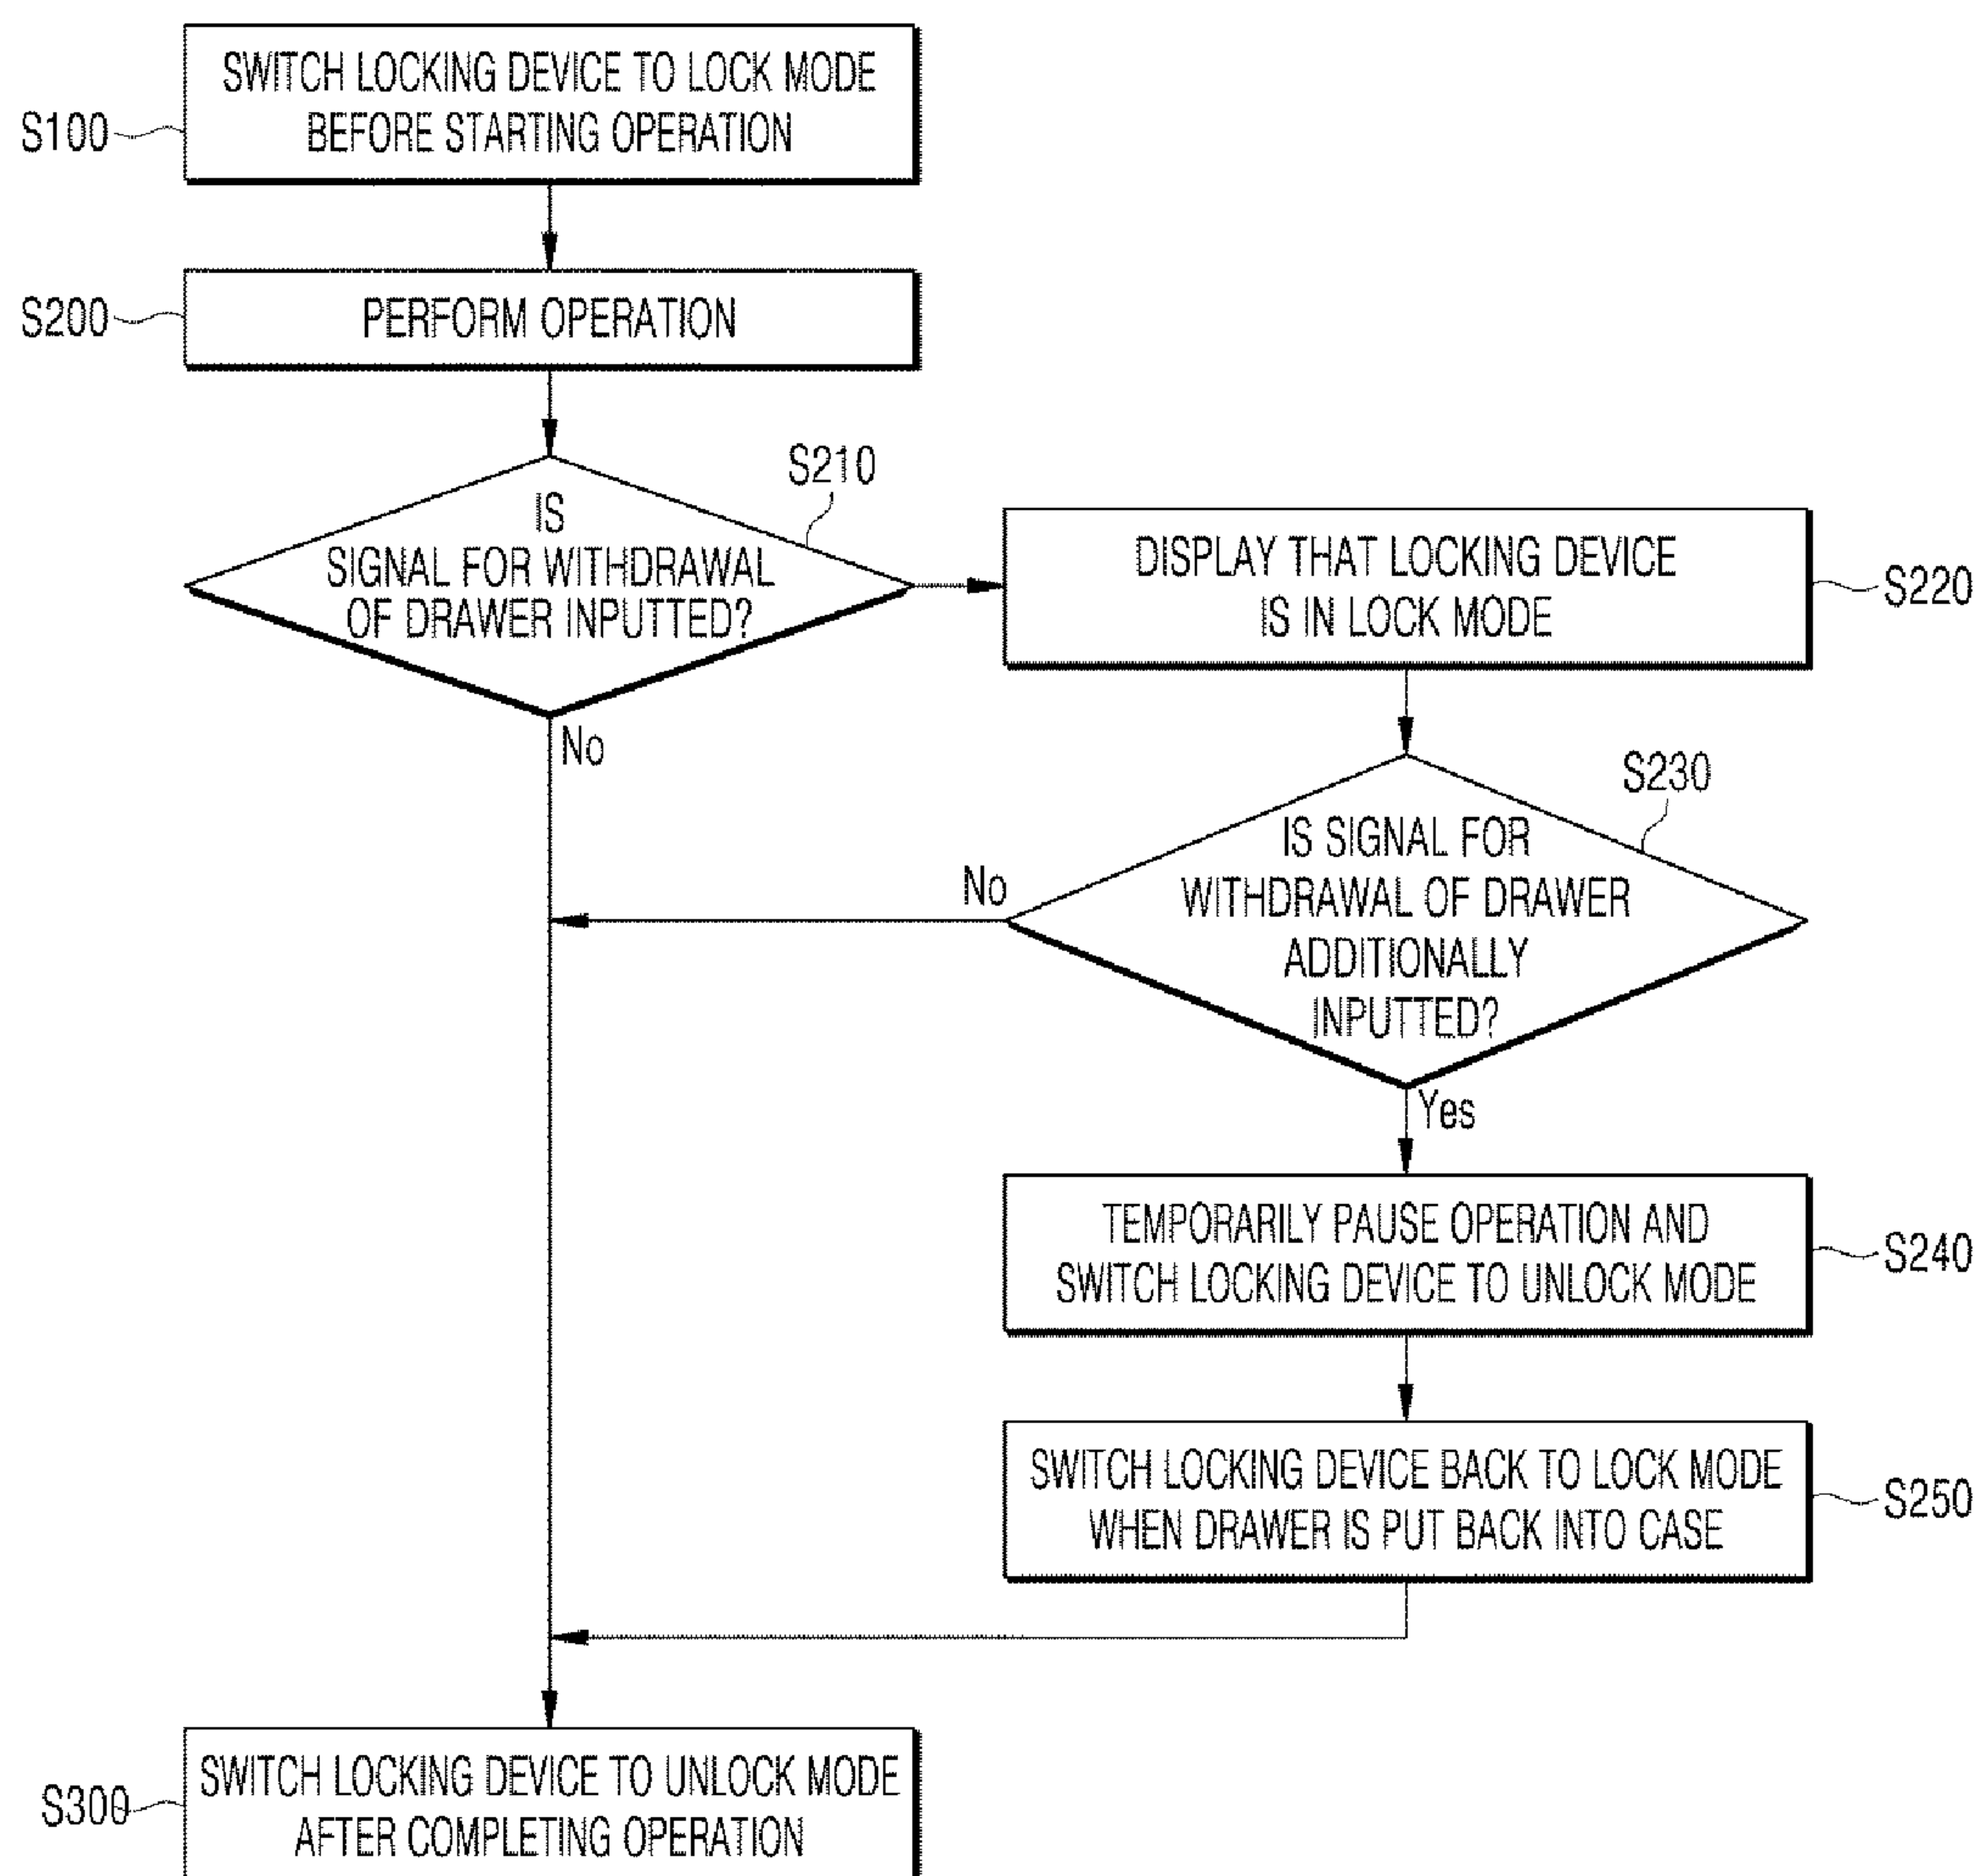 SWITCH LOCKING DEVICE TO LOCK MODE
BEFORE STARTING OPERATION
S100
PERFORM OPERATION
S200
S210
IS
SIGNAL FOR WITHDRAWAL
OF DRAWER INPUTTED?
No
DISPLAY THAT LOCKING DEVICE
IS IN LOCK MODE
S220
S230
IS SIGNAL FOR
WITHDRAWAL OF DRAWER
ADDITIONALLY
INPUTTED?
No
Yes
TEMPORARILY PAUSE OPERATION AND
SWITCH LOCKING DEVICE TO UNLOCK MODE
S240
SWITCH LOCKING DEVICE BACK TO LOCK MODE
WHEN DRAWER IS PUT BACK INTO CASE
S250
SWITCH LOCKING DEVICE TO UNLOCK MODE
AFTER COMPLETING OPERATION
S300